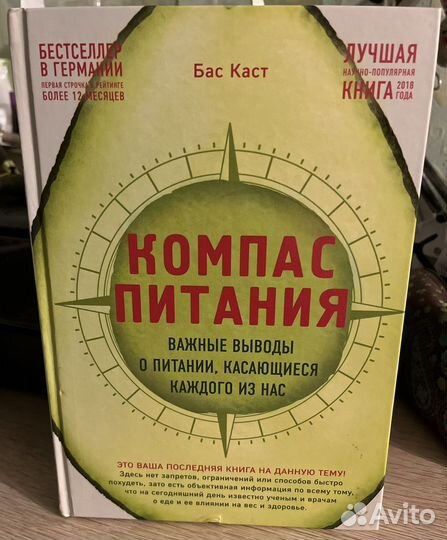 БЕСТСЕЛЛЕР
В ГЕРМАНИИ
ПЕРВАЯ СТРОЧКА В РЕЙТИНГЕ
БОЛЕЕ 12 МЕСЯЦЕВ
ЛУЧШАЯ
НАУЧНО-ПОПУЛЯРНАЯ
КНИГА 2018 ГОДА
Бас Каст
КОМПАС
ПИТАНИЯ
ВАЖНЫЕ ВЫВОДЫ
О ПИТАНИИ, КАСАЮЩИЕСЯ
КАЖДОГО ИЗ НАС
ЭТО ВАША ПОСЛЕДНЯЯ КНИГА НА ДАННУЮ ТЕМУ!
Здесь нет запретов, ограничений или способов быстро
похудеть, зато есть объективная информация по всему тому,
что на сегодняшний день известно ученым и врачам
о еде и ее влиянии на вес и здоровье.
Avito